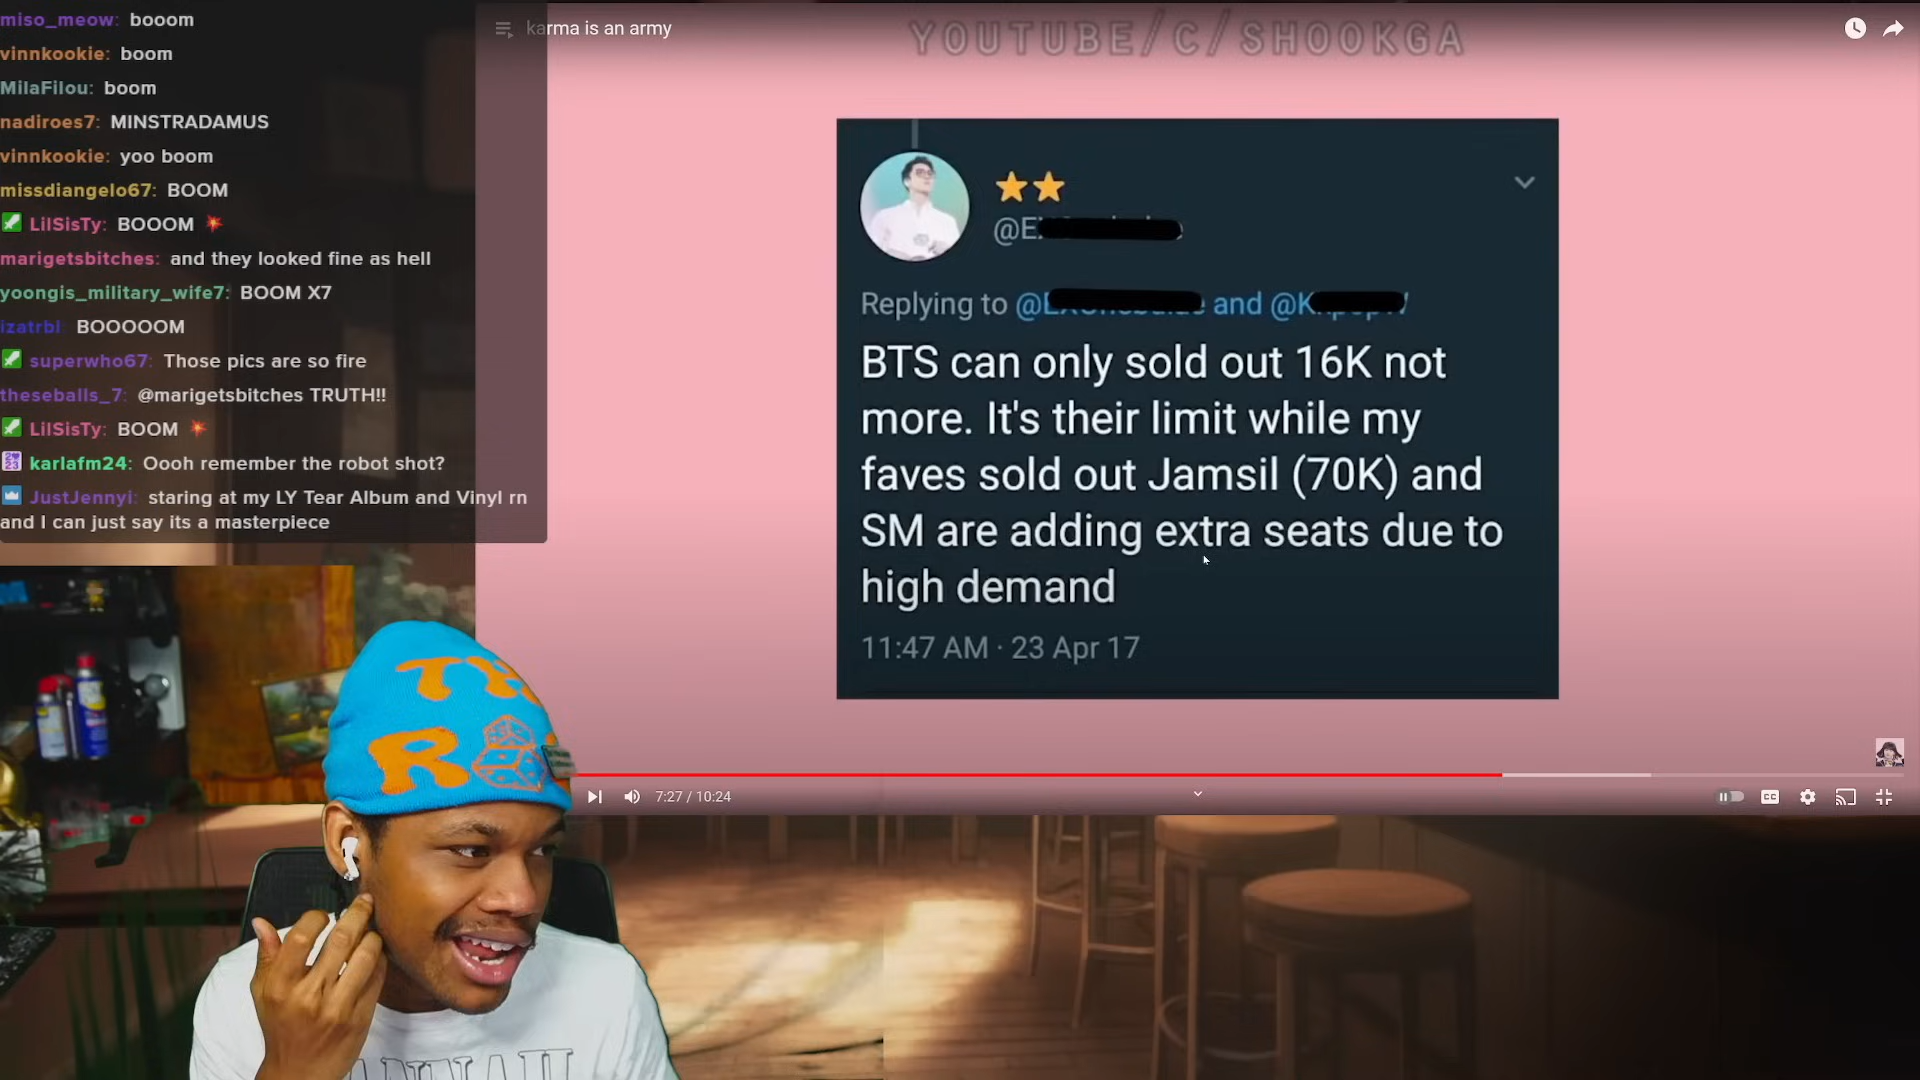 miso_meow: booom
vinnkookie: boom
MilaFilou: boom
nadiroes7: MINSTRADAMUS
vinnkookie: yoo boom
missdiangelo67: BOOM
LilSisTy: BOOOM
marigetsbitches: and they looked fine as hell
yoongis_military_wife7: BOOM X7
izatrbl: BOOOOOM
superwho67: Those pics are so fire
theseballs_7: @marigetsbitches TRUTH!!
LilSisTy: BOOM
karlafm24: Oooh remember the robot shot?
JustJennyi: staring at my LY Tear Album and Vinyl rn
and I can just say its a masterpiece
karma is an army
YOUTUBE/C/SHOOKGA
@E
Replying to @E and @K
BTS can only sold out 16K not
more. It's their limit while my
faves sold out Jamsil (70K) and
SM are adding extra seats due to
high demand
11:47 AM · 23 Apr 17
7:27 / 10:24
CC